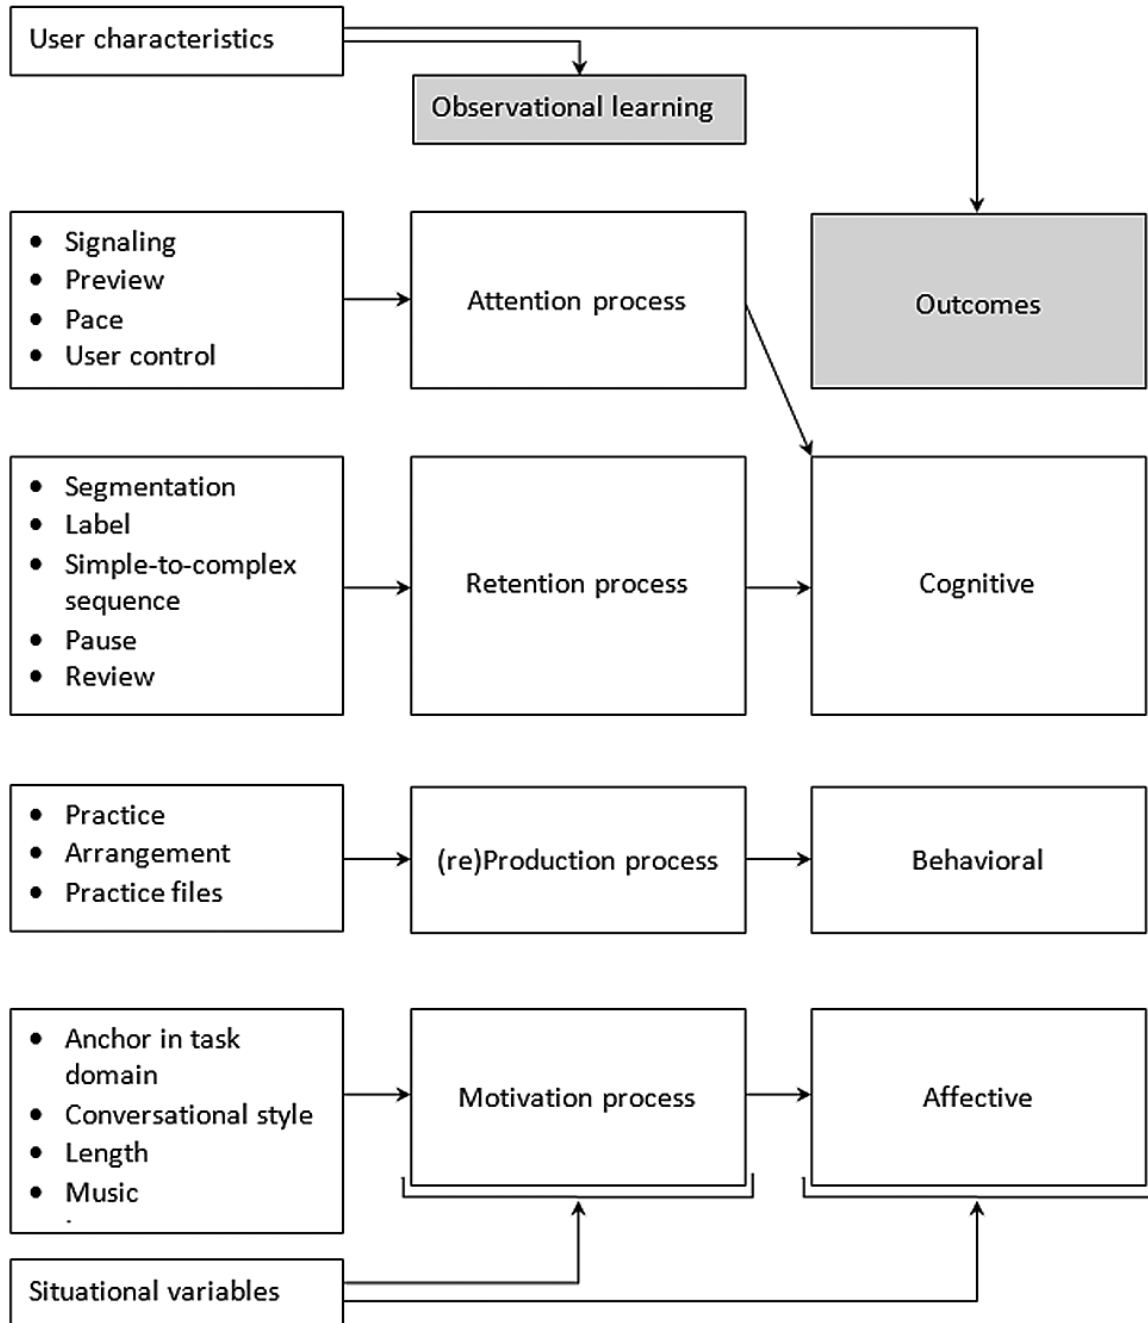 User characteristics
Observational learning
• Signaling
• Preview
• Pace
• User control
Attention process
Outcomes
• Segmentation
• Label
• Simple-to-complex
sequence
• Pause
• Review
Retention process
Cognitive
• Practice
• Arrangement
• Practice files
(re)Production process
Behavioral
• Anchor in task
domain
• Conversational style
• Length
• Music
Motivation process
Affective
Situational variables